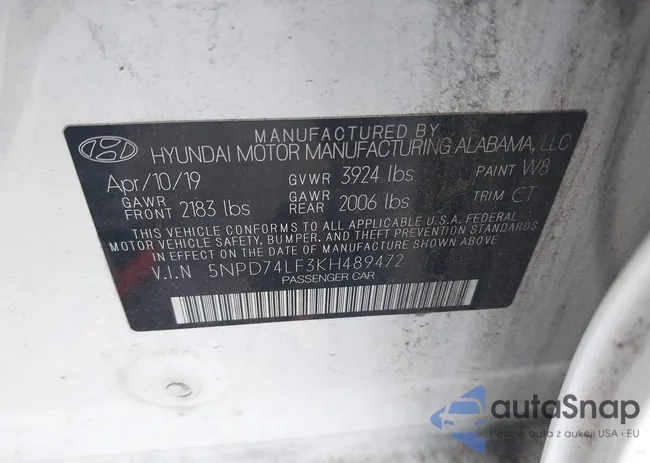 MANUFACTURED BY
HYUNDAI MOTOR MANUFACTURING ALABAMA, LLC
Apr/10/19 GVWR 3924 lbs PAINT W8
GAWR FRONT 2183 lbs GAWR REAR 2006 lbs TRIM CT
THIS VEHICLE CONFORMS TO ALL APPLICABLE U.S.A. FEDERAL
MOTOR VEHICLE SAFETY, BUMPER, AND THEFT PREVENTION STANDARDS
IN EFFECT ON THE DATE OF MANUFACTURE SHOWN ABOVE.
V.I.N 5NPD74LF3KH489472
PASSENGER CAR
autoSnap
Pewne auta z aukcji USA i EU